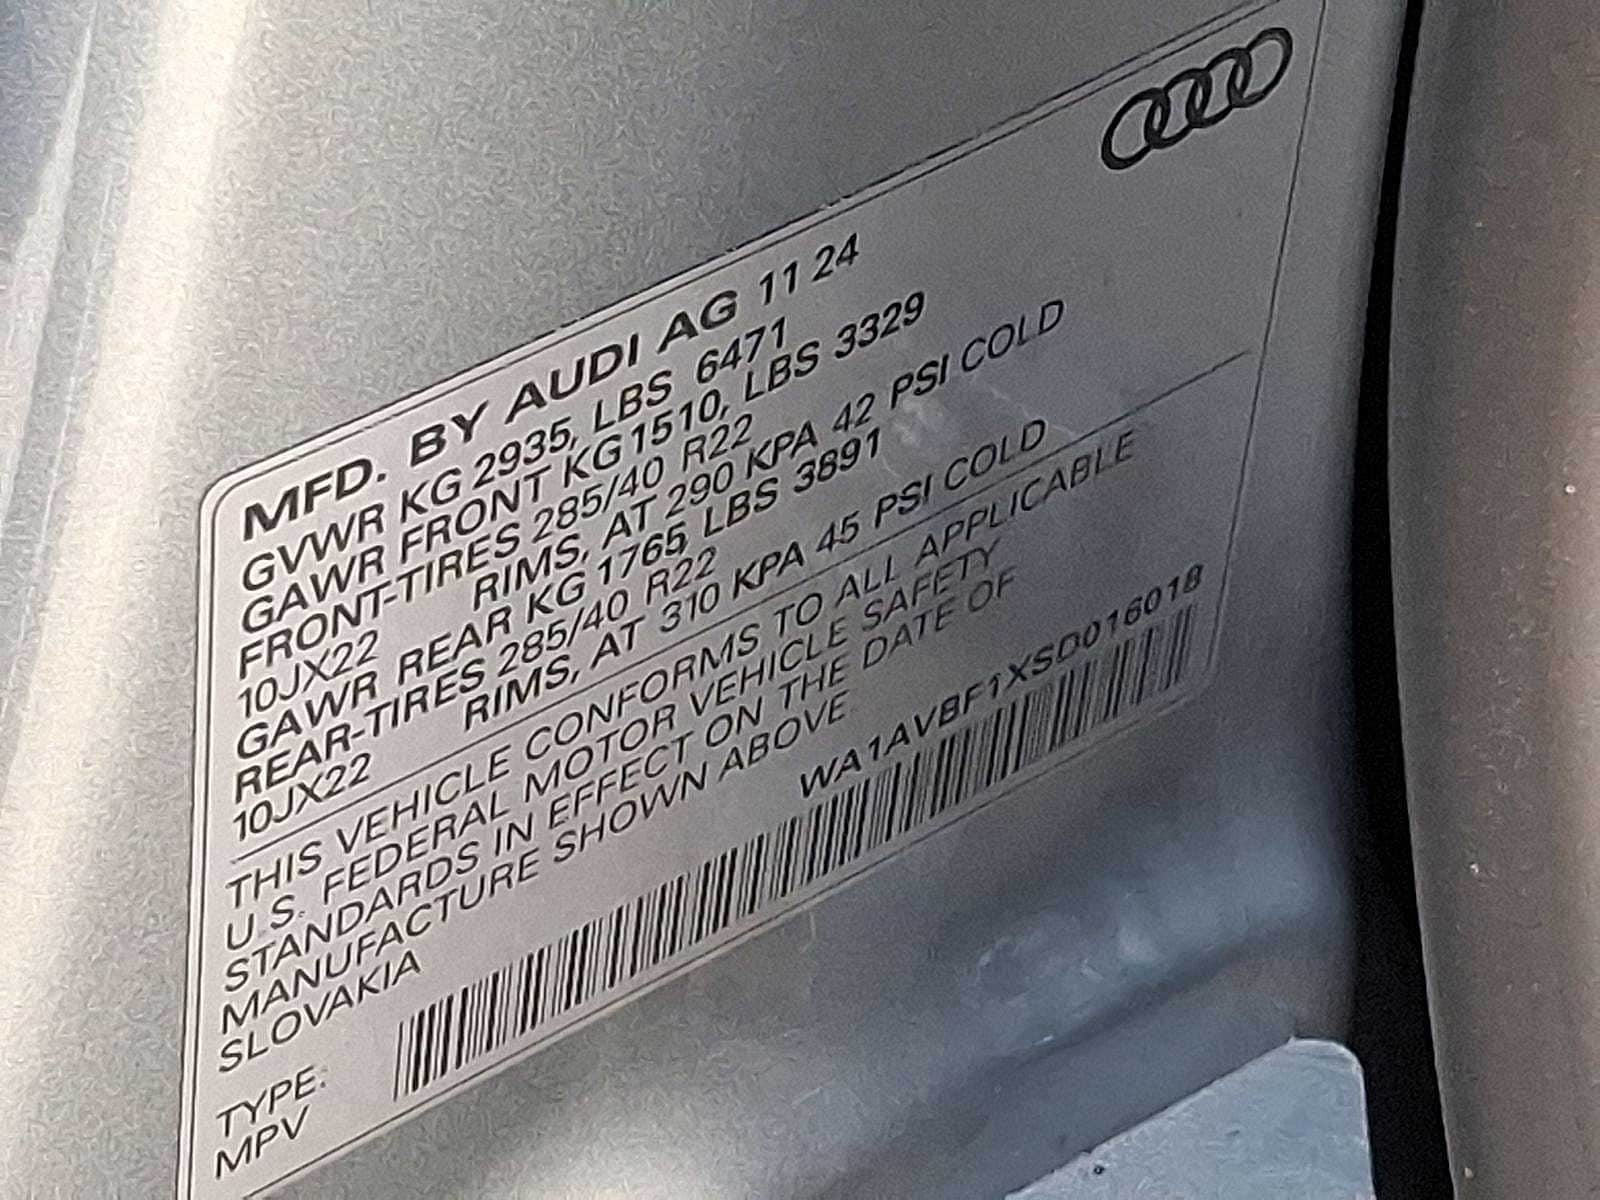 MFD. BY AUDI AG 11 24
GVWR KG 2935, LBS 6471
GAWR FRONT KG 1510, LBS 3329
FRONT-TIRES 285/40 R22
10JX22 RIMS, AT 290 KPA 42 PSI COLD
GAWR REAR KG 1765, LBS 3891
REAR-TIRES 285/40 R22
10JX22 RIMS, AT 310 KPA 45 PSI COLD
THIS VEHICLE CONFORMS TO ALL APPLICABLE
U.S. FEDERAL MOTOR VEHICLE SAFETY
STANDARDS IN EFFECT ON THE DATE OF
MANUFACTURE SHOWN ABOVE
SLOVAKIA
WA1AVBF1XSD016018
TYPE:
MPV